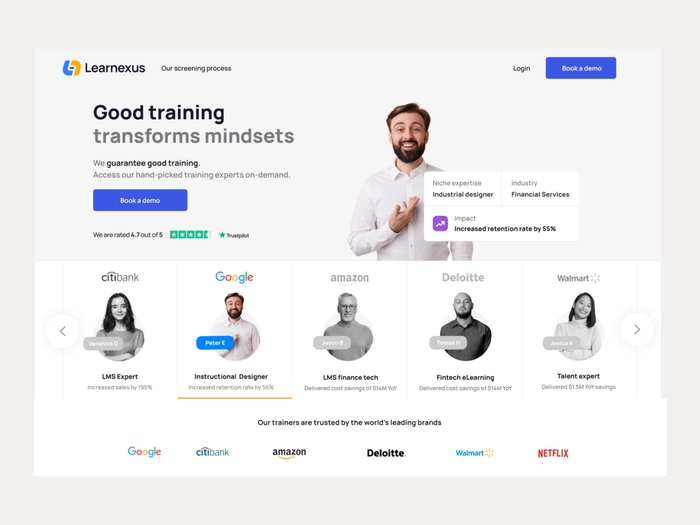 Learnexus
Our screening process
Login
Book a demo
Good training
transforms mindsets
We guarantee good training.
Access our hand-picked training experts on-demand.
Book a demo
We are rated 4.7 out of 5
Trustpilot
Niche expertise
Industrial designer
Industry
Financial Services
Impact
Increased retention rate by 55%
citibank
Google
amazon
Deloitte
Walmart
Veronica D
Peter E
Jason B
Tomas H
Jesica A
LMS Expert
Increased sales by 195%
Instructional Designer
Increased retention rate by 55%
LMS finance tech
Delivered cost savings of $14M YoY
Fintech eLearning
Delivered cost savings of $14M YoY
Talent expert
Delivered $1.5M YoY savings
Our trainers are trusted by the world's leading brands
Google
citibank
amazon
Deloitte.
Walmart
NETFLIX